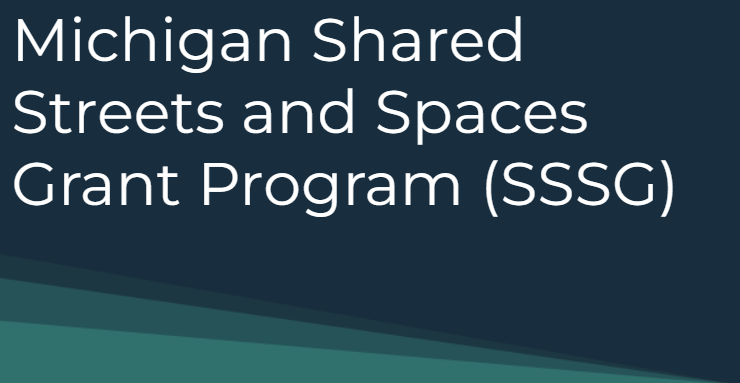 Michigan Shared
Streets and Spaces
Grant Program (SSSG)